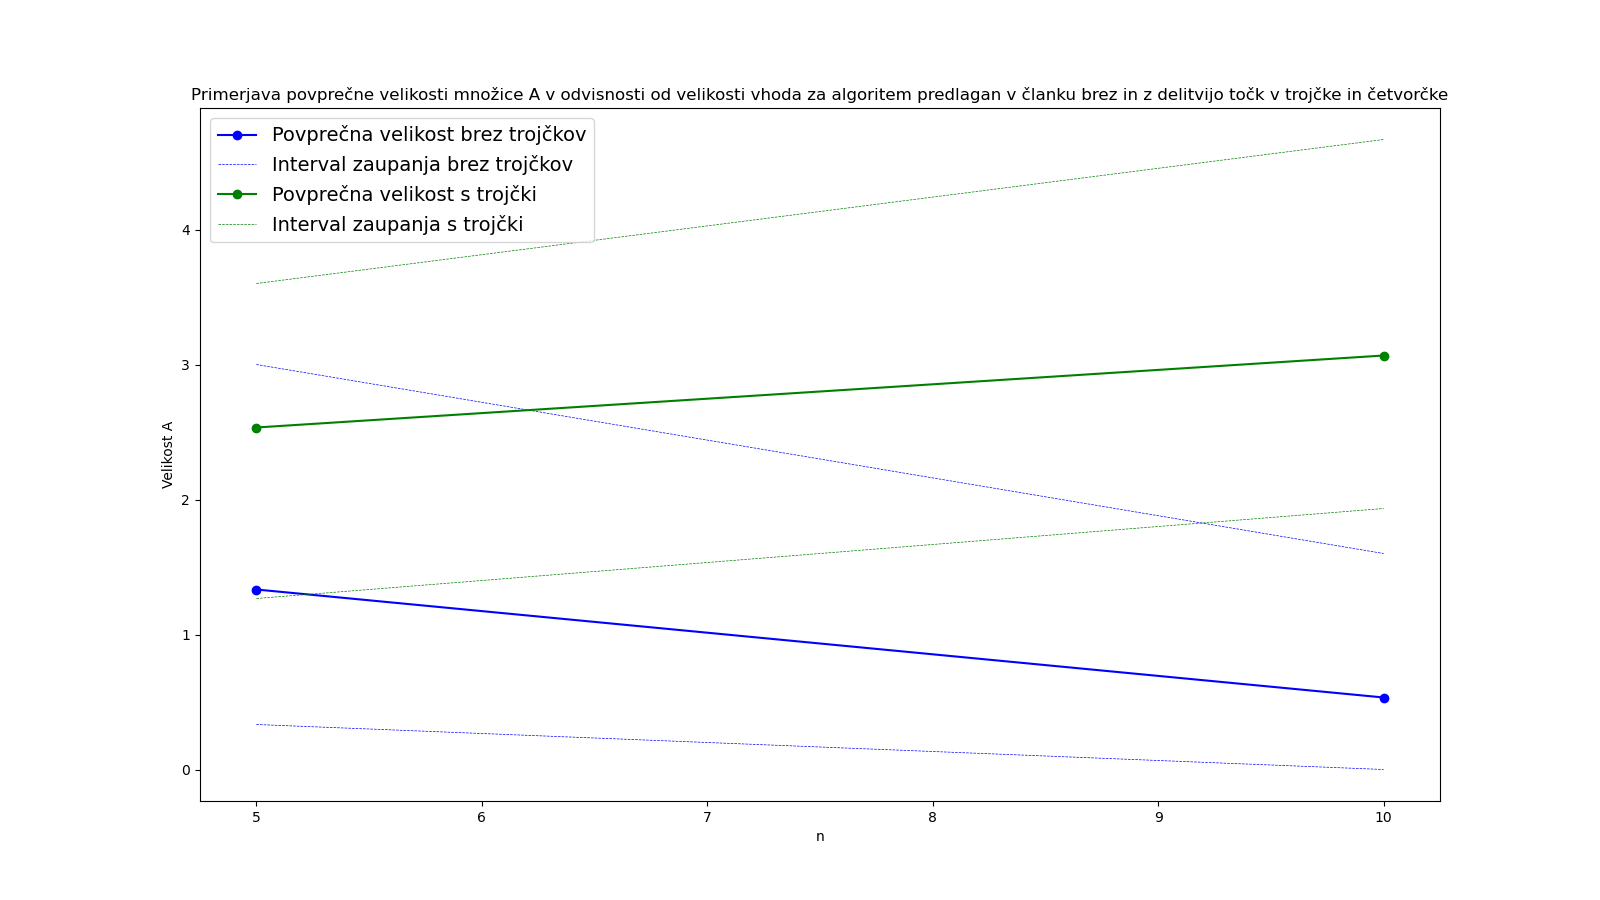 Primerjava povprečne velikosti množice A v odvisnosti od velikosti vhoda za algoritem predlagan v članku brez in z delitvijo točk v trojčke in četvorčke
Povprečna velikost brez trojčkov
Interval zaupanja brez trojčkov
Povprečna velikost s trojčki
Interval zaupanja s trojčki
4
3
2
1
0
Velikost A
5 6 7 8 9 10
n